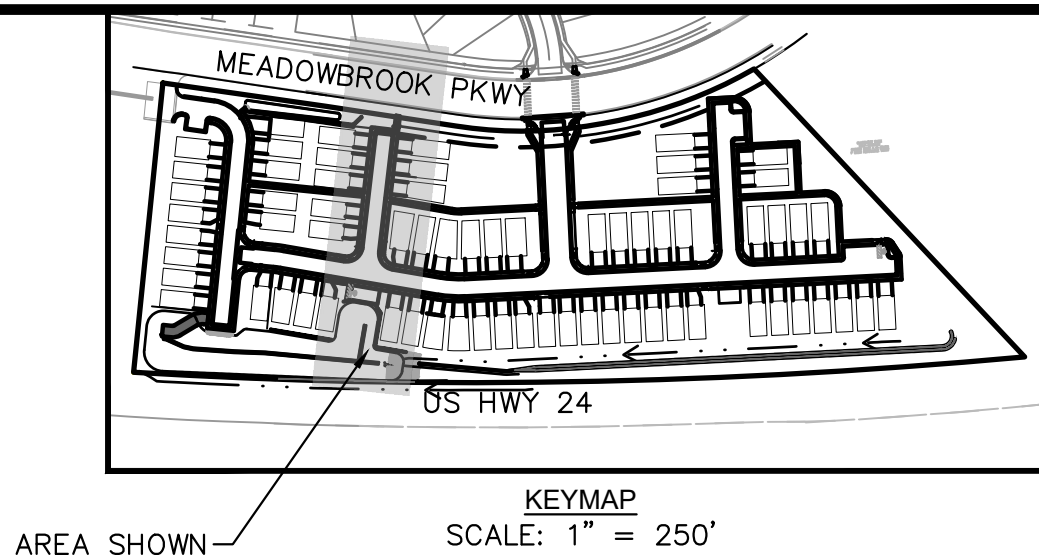 MEADOWBROOK PKWY
US HWY 24
KEYMAP
SCALE: 1" = 250'
AREA SHOWN